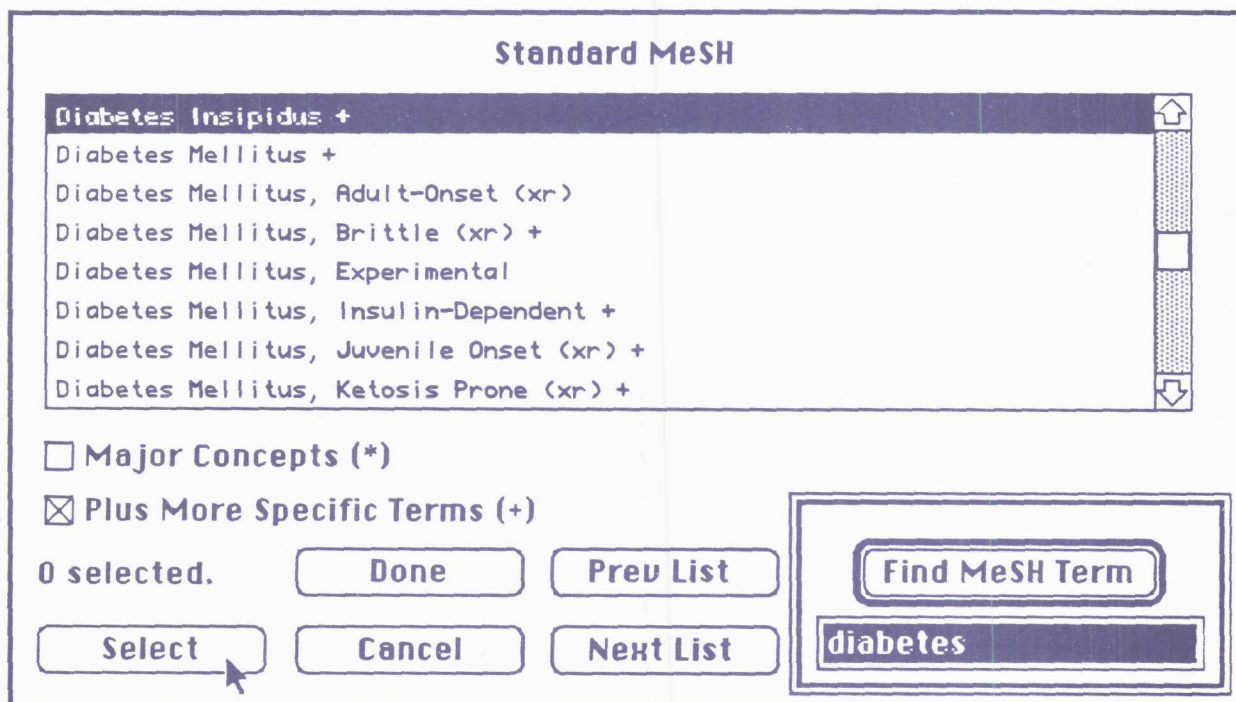 Standard MeSH
Diabetes Insipidus +
Diabetes Mellitus +
Diabetes Mellitus, Adult-Onset (xr)
Diabetes Mellitus, Brittle (xr) +
Diabetes Mellitus, Experimental
Diabetes Mellitus, Insulin-Dependent +
Diabetes Mellitus, Juvenile Onset (xr) +
Diabetes Mellitus, Ketosis Prone (xr) +
Major Concepts (*)
Plus More Specific Terms (+)
0 selected.
Done
Prev List
Find MeSH Term
Select
Cancel
Next List
diabetes